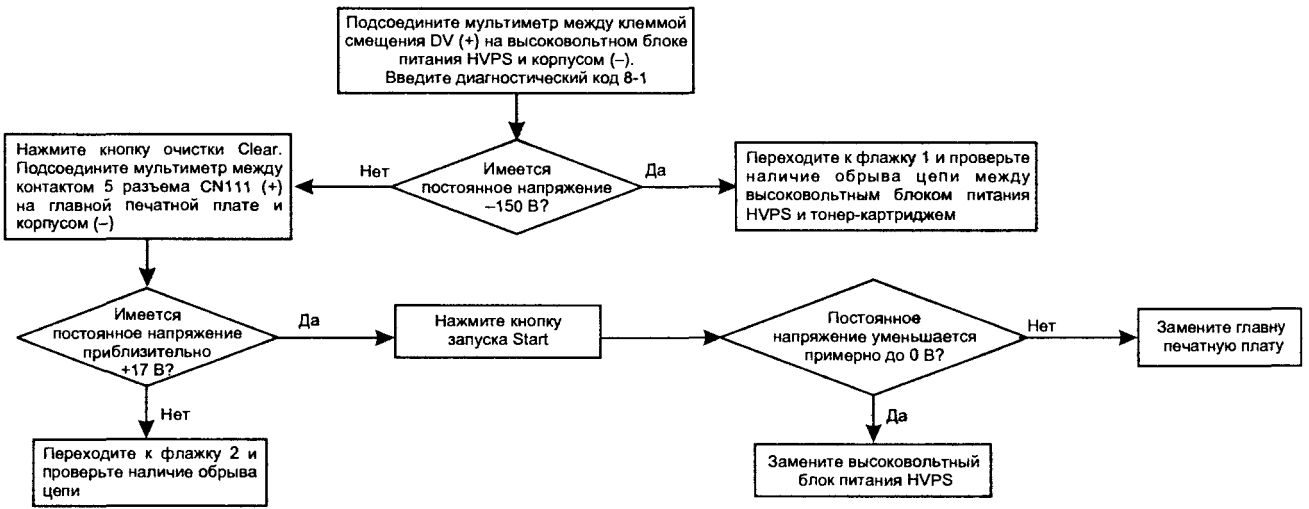 Подсоедините мультиметр между клеммой
смещения DV (+) на высоковольтном блоке
питания HVPS и корпусом (–).
Введите диагностический код 8-1
Нажмите кнопку очистки Clear.
Подсоедините мультиметр между
контактом 5 разъема CN111 (+)
на главной печатной плате и
корпусом (–)
Нет
Имеется
постоянное напряжение
–150 В?
Да
Переходите к флажку 1 и проверьте
наличие обрыва цепи между
высоковольтным блоком питания
HVPS и тонер-картриджем
Имеется
постоянное напряжение
приблизительно
+17 В?
Да
Нажмите кнопку
запуска Start
Постоянное
напряжение уменьшается
примерно до 0 В?
Нет
Замените главну
печатную плату
Нет
Переходите к флажку 2 и
проверьте наличие обрыва
цепи
Да
Замените высоковольтный
блок питания HVPS